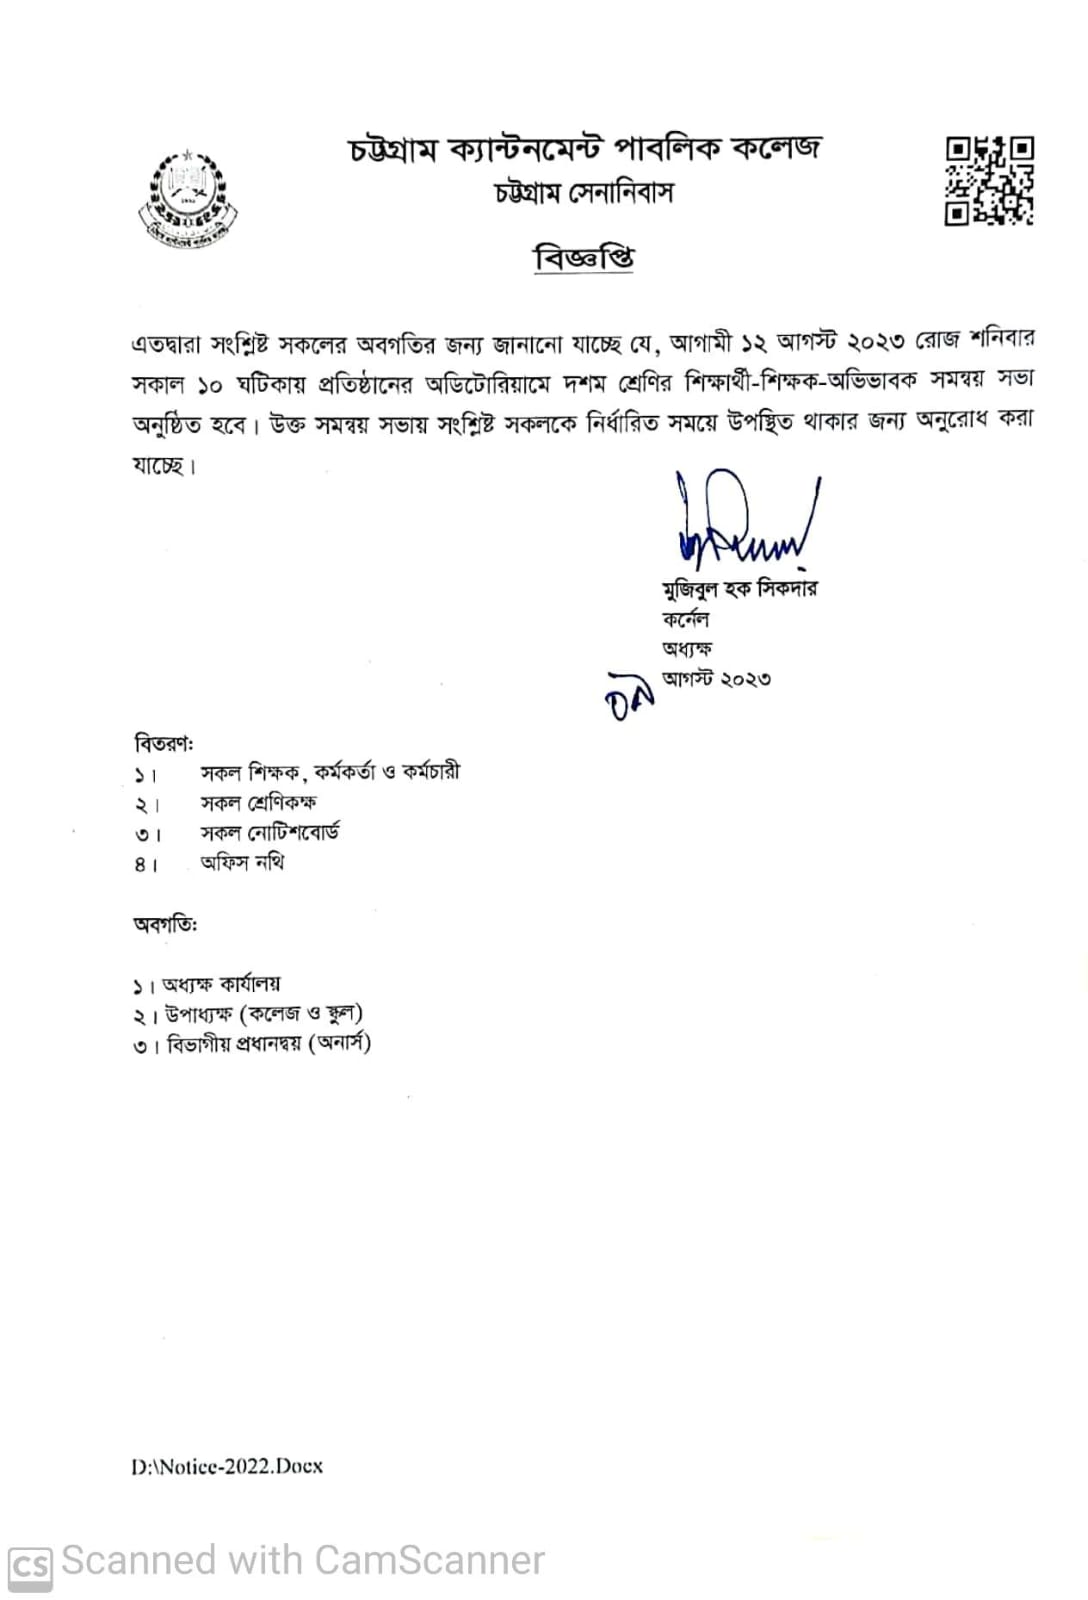 চট্টগ্রাম ক্যান্টনমেন্ট পাবলিক কলেজ
চট্টগ্রাম সেনানিবাস
বিজ্ঞপ্তি
এতদ্বারা সংশ্লিষ্ট সকলের অবগতির জন্য জানানো যাচ্ছে যে, আগামী ১২ আগস্ট ২০২৩ রোজ শনিবার
সকাল ১০ ঘটিকায় প্রতিষ্ঠানের অডিটোরিয়ামে দশম শ্রেণির শিক্ষার্থী-শিক্ষক-অভিভাবক সমন্বয় সভা
অনুষ্ঠিত হবে। উক্ত সমন্বয় সভায় সংশ্লিষ্ট সকলকে নির্ধারিত সময়ে উপস্থিত থাকার জন্য অনুরোধ করা
যাচ্ছে।
মুজিবুল হক সিকদার
কর্নেল
অধ্যক্ষ
আগস্ট ২০২৩
বিতরণ:
১। সকল শিক্ষক, কর্মকর্তা ও কর্মচারী
২। সকল শ্রেণিকক্ষ
৩। সকল নোটিশবোর্ড
৪। অফিস নথি
অবগতি:
১। অধ্যক্ষ কার্যালয়
২। উপাধ্যক্ষ (কলেজ ও স্কুল)
৩। বিভাগীয় প্রধানদ্বয় (অনার্স)
D:\Notice-2022.Docx
CS Scanned with CamScanner